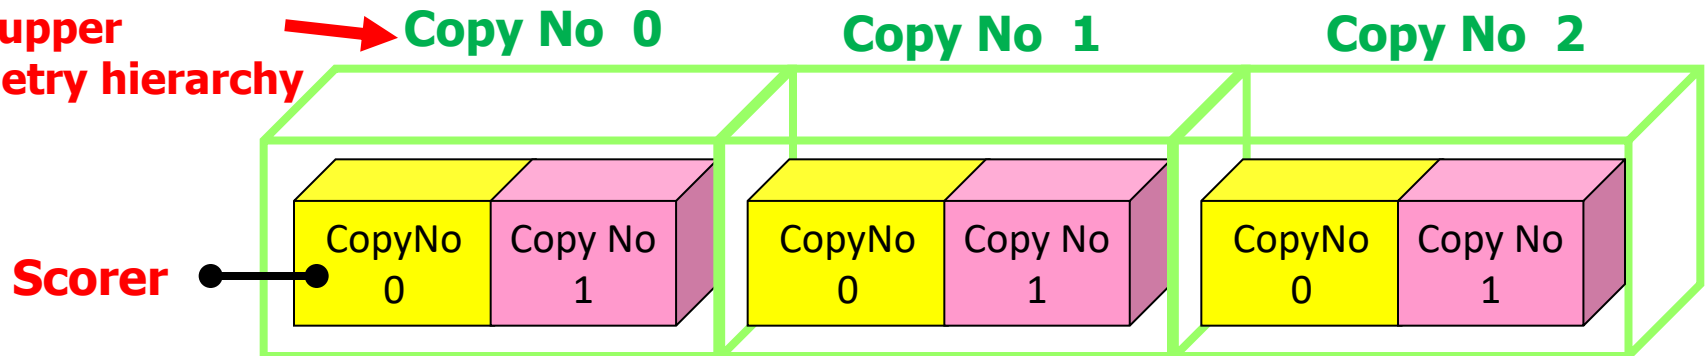 upper
etry hierarchy
Copy No 0
Copy No 1
Copy No 2
CopyNo
0
Copy No
1
CopyNo
0
Copy No
1
CopyNo
0
Copy No
1
Scorer